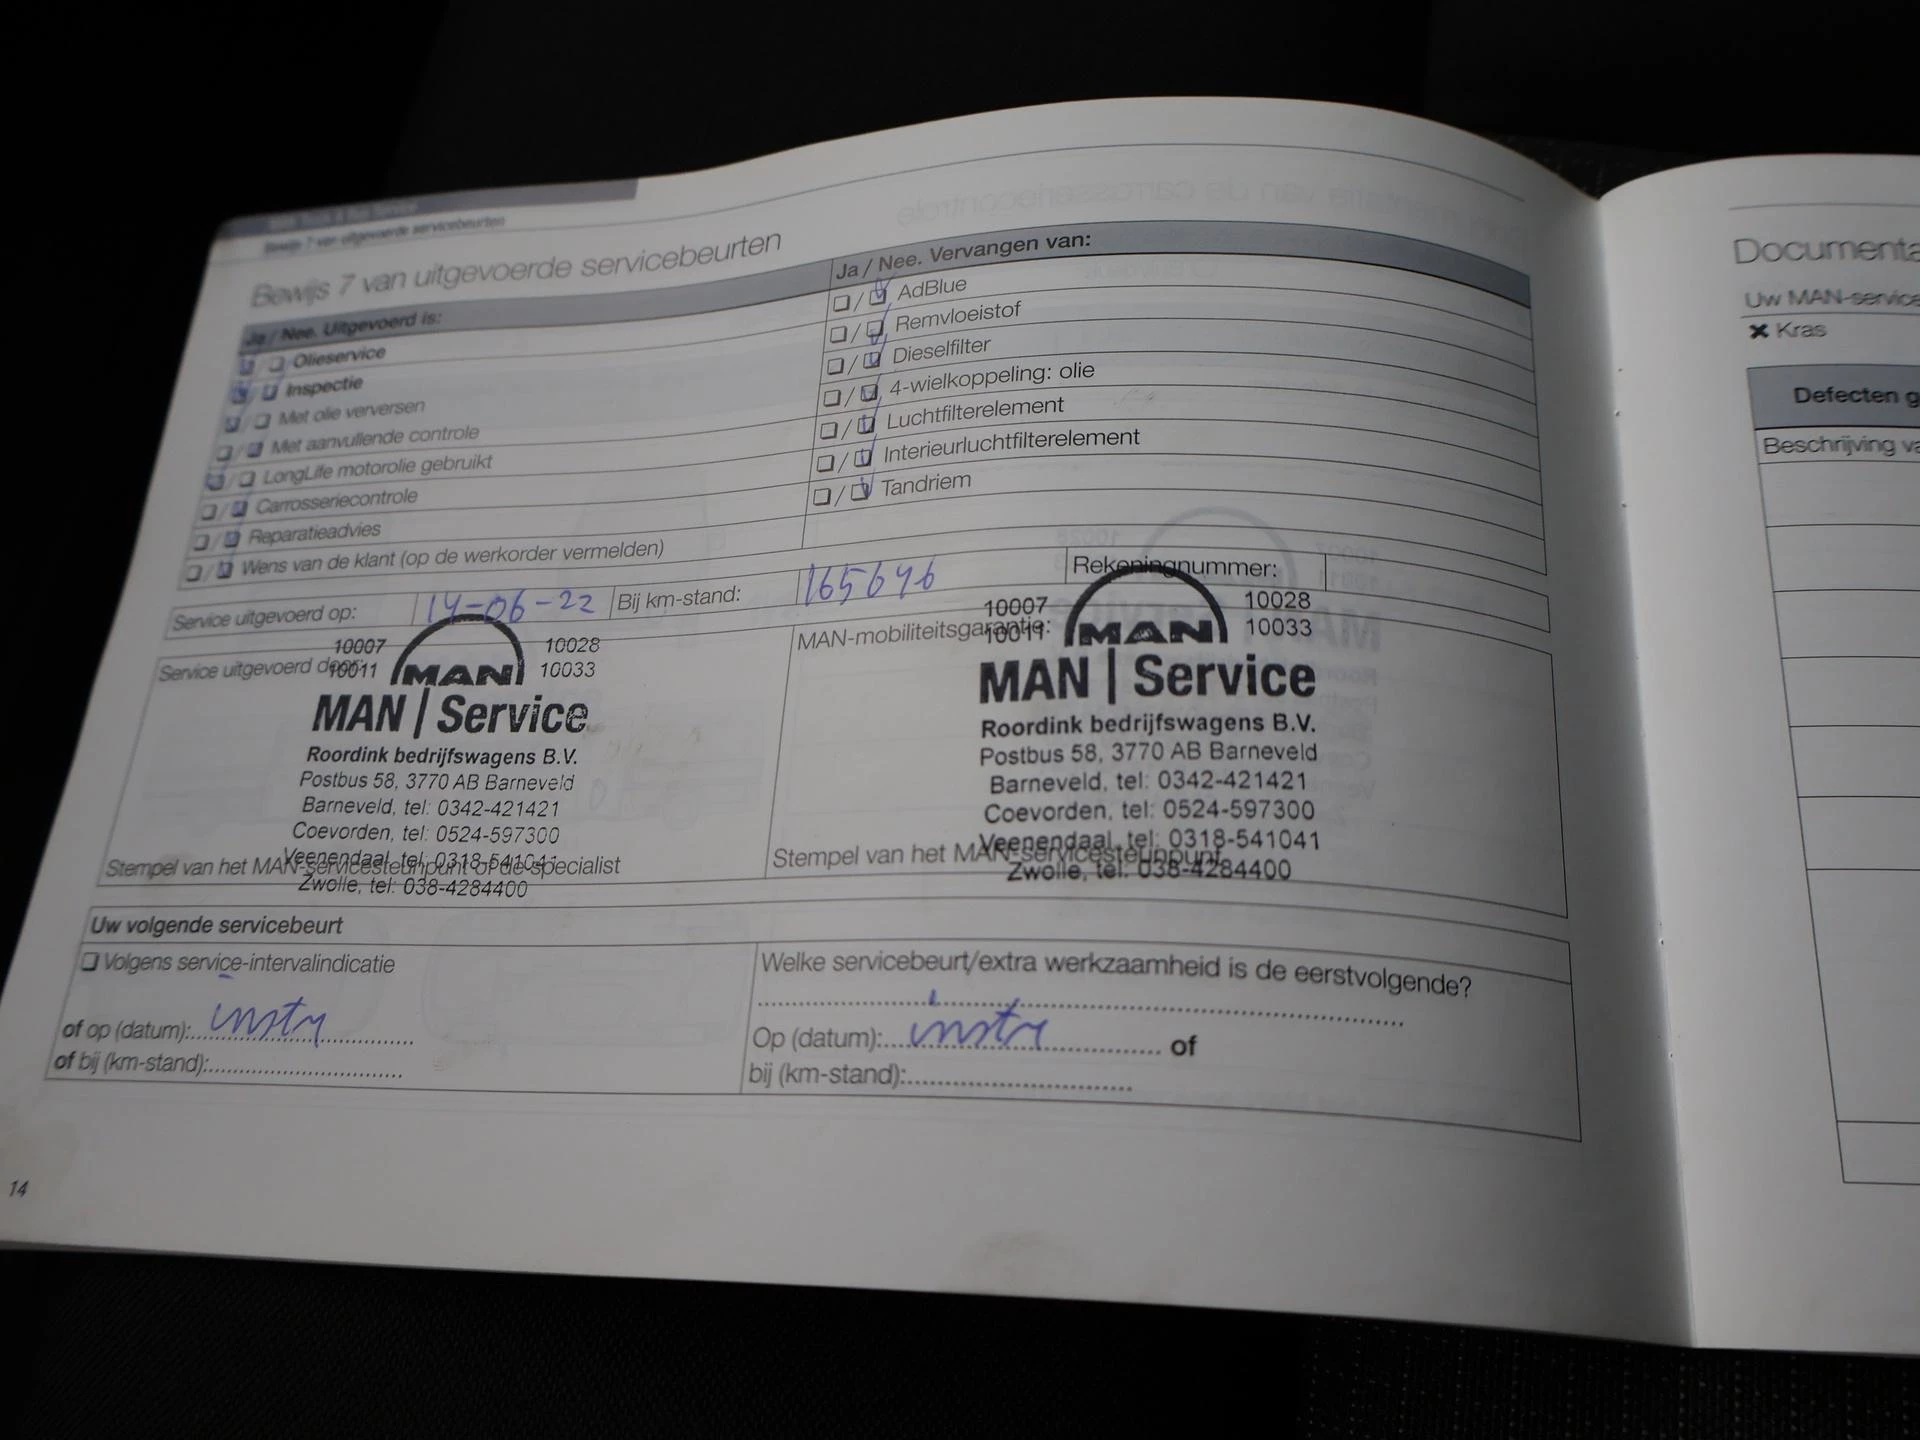 Bewijs 7 van uitgevoerde servicebeurten
Bewijs 7 van uitgevoerde servicebeurten
Ja / Nee. Uitgevoerd is:
Olieservice
Inspectie
Met olie verversen
Met aanvullende controle
LongLife motorolie gebruikt
Carrosseriecontrole
Reparatieadvies
Wens van de klant (op de werkorder vermelden)
Ja / Nee. Vervangen van:
AdBlue
Remvloeistof
Dieselfilter
4-wielkoppeling: olie
Luchtfilterelement
Interieurluchtfilterelement
Tandriem
Service uitgevoerd op: 14-06-22 Bij km-stand: 165646 Rekeningnummer:
Service uitgevoerd door:
10007 10028
10011 MAN 10033
MAN | Service
Roordink bedrijfswagens B.V.
Postbus 58, 3770 AB Barneveld
Barneveld, tel: 0342-421421
Coevorden, tel: 0524-597300
Veenendaal, tel: 0318-541041
Zwolle, tel: 038-4284400
Stempel van het MAN-servicesteunpunt of de specialist
MAN-mobiliteitsgarantie:
10007 10028
10011 MAN 10033
MAN | Service
Roordink bedrijfswagens B.V.
Postbus 58, 3770 AB Barneveld
Barneveld, tel: 0342-421421
Coevorden, tel: 0524-597300
Veenendaal, tel: 0318-541041
Zwolle, tel: 038-4284400
Stempel van het MAN-servicesteunpunt
Uw volgende servicebeurt
Volgens service-intervalindicatie
of op (datum):
of bij (km-stand):
Welke servicebeurt/extra werkzaamheid is de eerstvolgende?
Op (datum): of
bij (km-stand):
14
Documenta
Uw MAN-service
Kras
Defecten g
Beschrijving va